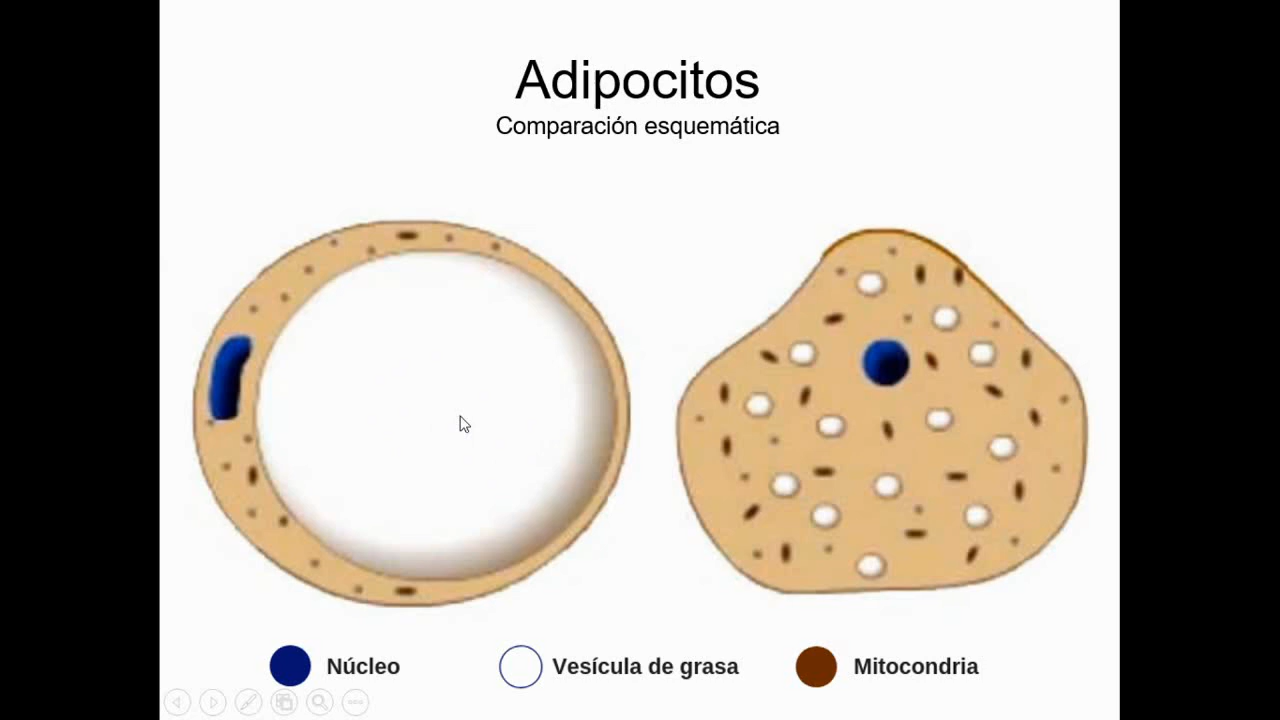 Adipocitos
Comparación esquemática
Núcleo
Vesícula de grasa
Mitocondria